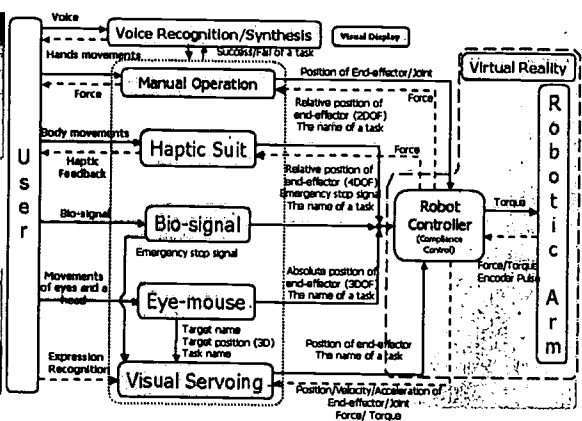 Voice
Voice Recognition/Synthesis
Visual Display
Hands movements
Success/Fail of a task
Manual Operation
Position of End-effector/Joint
Virtual Reality
Force
Force
Relative position of
end-effector (2DOF)
The name of a task
Body movements
Haptic Suit
Force
Haptic
Feedback
Relative position of
end-effector (4DOF)
Emergency stop signal
The name of a task
User
Robot
Controller
(Compliance
Control)
Torque
Robotic Arm
Bio-signal
Bio-signal
Emergency stop signal
Force/Torque
Encoder Pulse
Movements
of eyes and a
head
Eye-mouse
Absolute position of
end-effector (3DOF)
The name of a task
Target name
Target position (3D)
Task name
Position of end-effector
The name of a task
Expression
Recognition
Visual Servoing
Position/Velocity/Acceleration of
End-effector/Joint
Force/ Torque